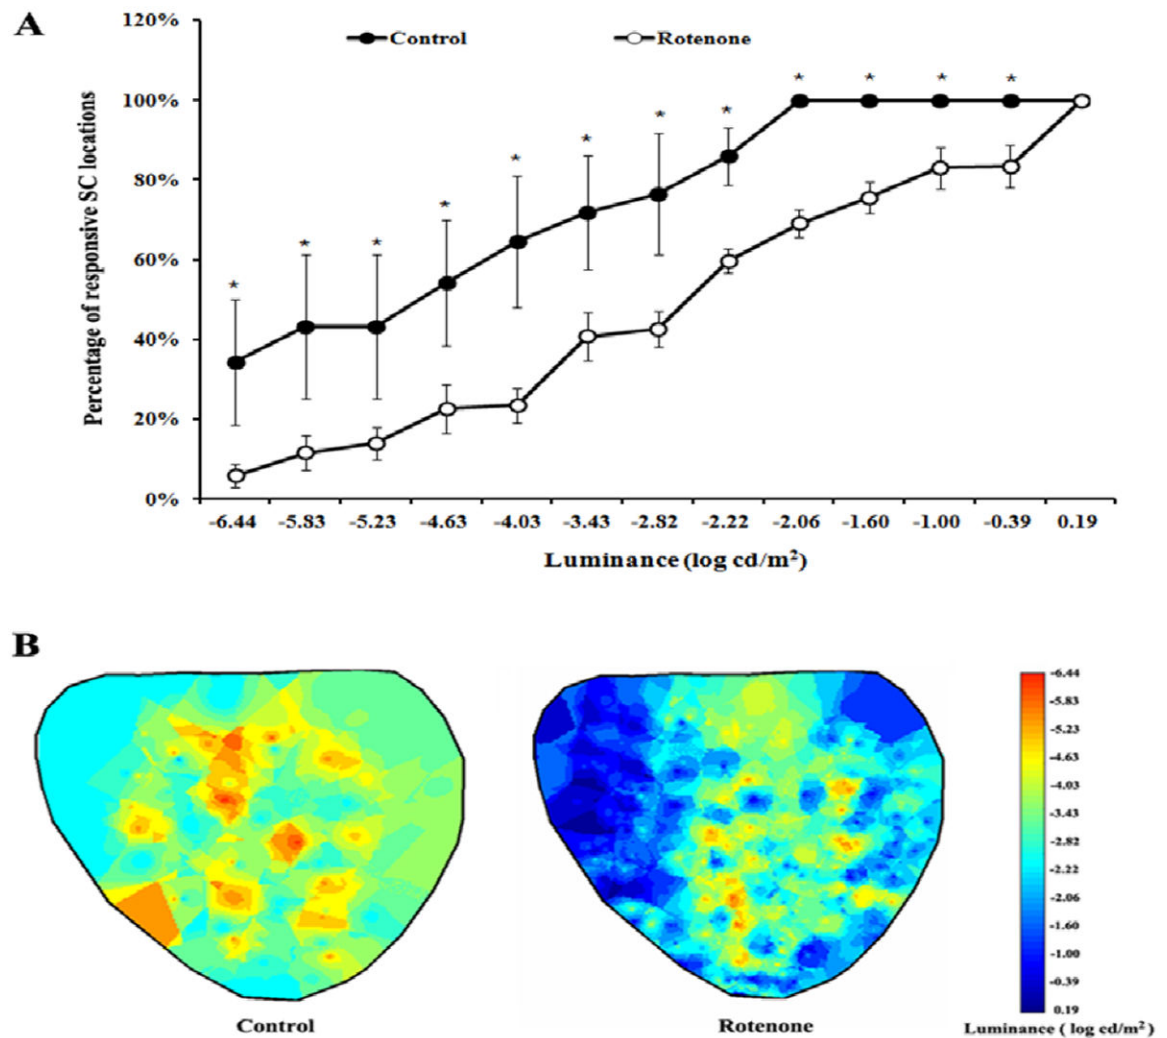 A
120%
100%
80%
60%
40%
20%
0%
Percentage of responsive SC locations
Control
Rotenone
* * * * * * * * * * * *
-6.44 -5.83 -5.23 -4.63 -4.03 -3.43 -2.82 -2.22 -2.06 -1.60 -1.00 -0.39 0.19
Luminance (log cd/m²)
B
Control
Rotenone
-6.44
-5.83
-5.23
-4.63
-4.03
-3.43
-2.82
-2.22
-2.06
-1.60
-1.00
-0.39
0.19
Luminance ( log cd/m²)